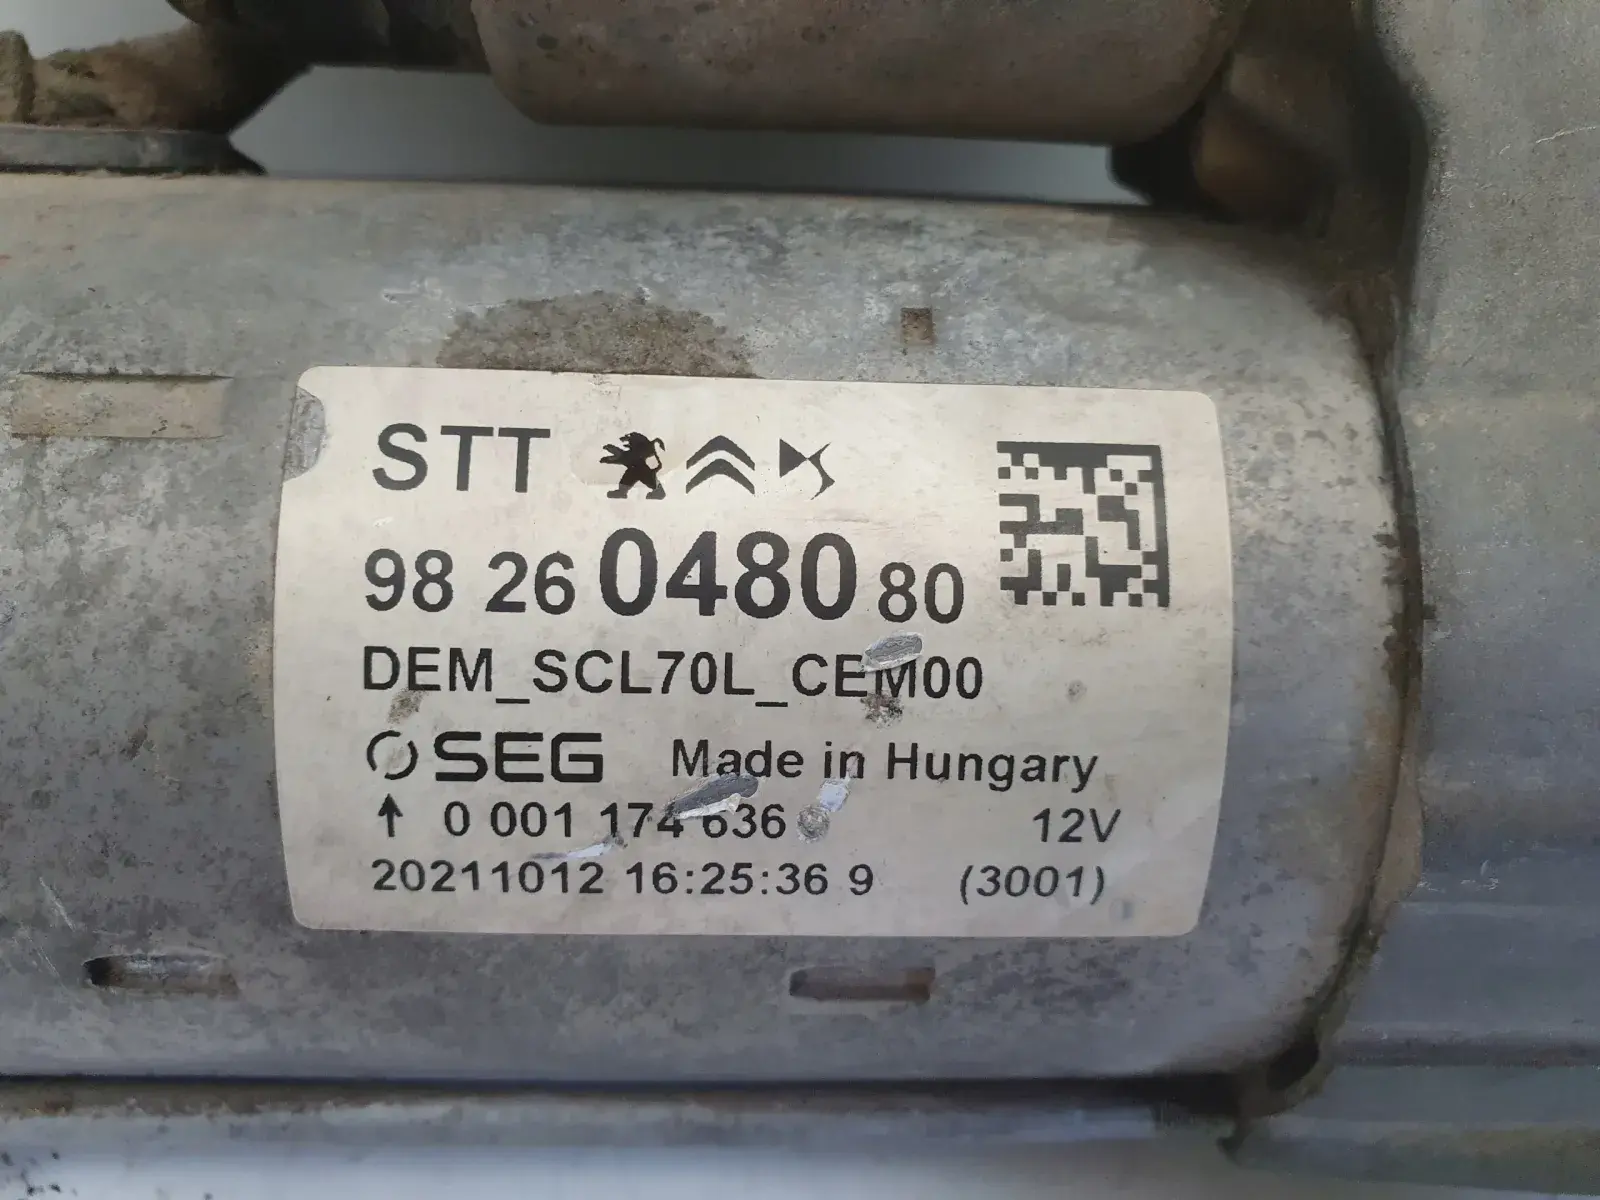 STT
98 26 0480 80
DEM_SCL70L_CEM00
SEG Made in Hungary
↑ 0 001 174 636 12V
20211012 16:25:36 9 (3001)